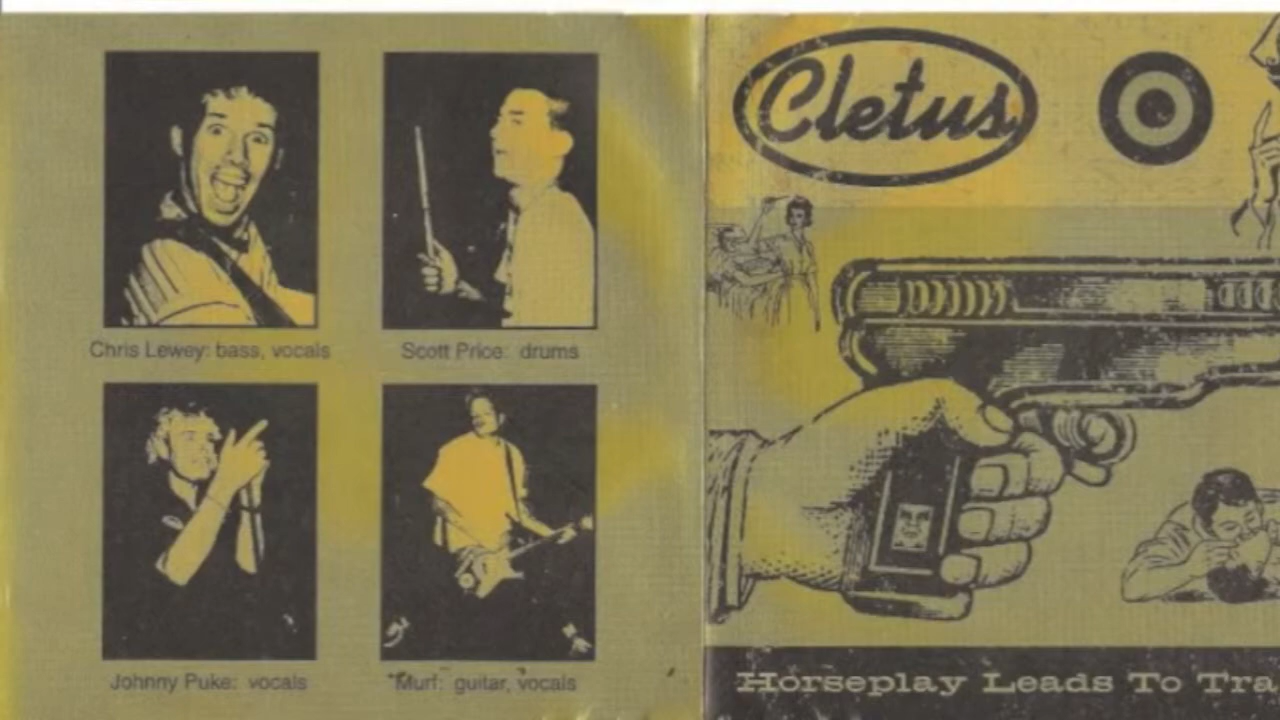 Chris Lewey: bass, vocals
Scott Price: drums
Johnny Puke: vocals
"Murf: guitar, vocals
Cletus
Horseplay Leads To Tra